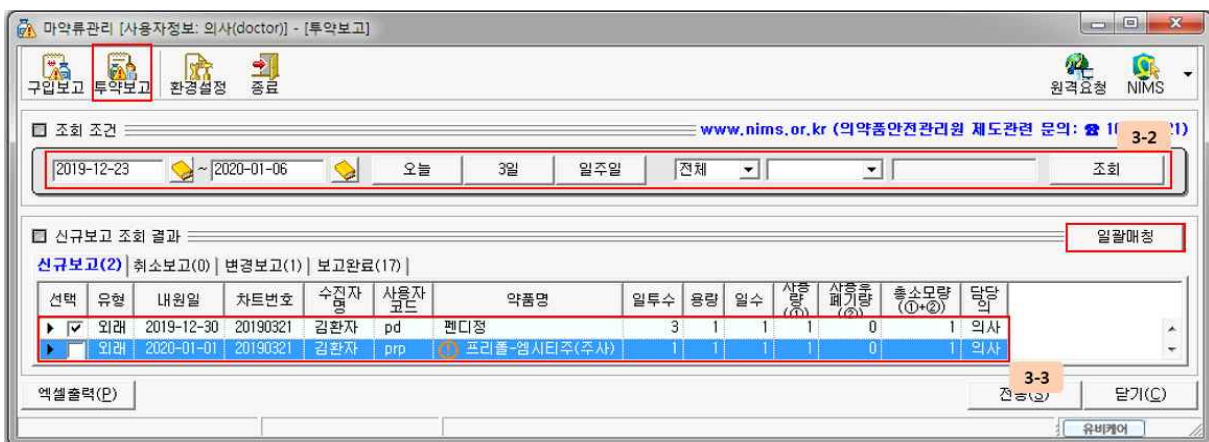 마약류관리 [사용자정보: 의사(doctor)] - [투약보고]
구입보고 투약보고 환경설정 종료 원격요청 NIMS
조회 조건 www.nims.or.kr (의약품안전관리원 제도관련 문의: ☎ 1 21)
3-2
2019-12-23 ~ 2020-01-06 오늘 3일 일주일 전체 조회
신규보고 조회 결과 일괄매칭
신규보고(2) 취소보고(0) 변경보고(1) 보고완료(17)
선택 유형 내원일 차트번호 수진자명 사용자코드 약품명 일투수 용량 일수 사용량(①) 사용후폐기량(②) 총소모량(①+②) 담당의
외래 2019-12-30 20190321 김환자 pd 펜디정 3 1 1 1 0 1 의사
외래 2020-01-01 20190321 김환자 prp ① 프리폴-엠시티주(주사) 1 1 1 1 0 1 의사
3-3
엑셀출력(P) 전송(S) 닫기(C)
유비케어